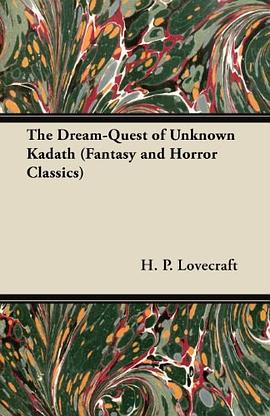 The Dream-Quest of Unknown
Kadath (Fantasy and Horror
Classics)
H. P. Lovecraft